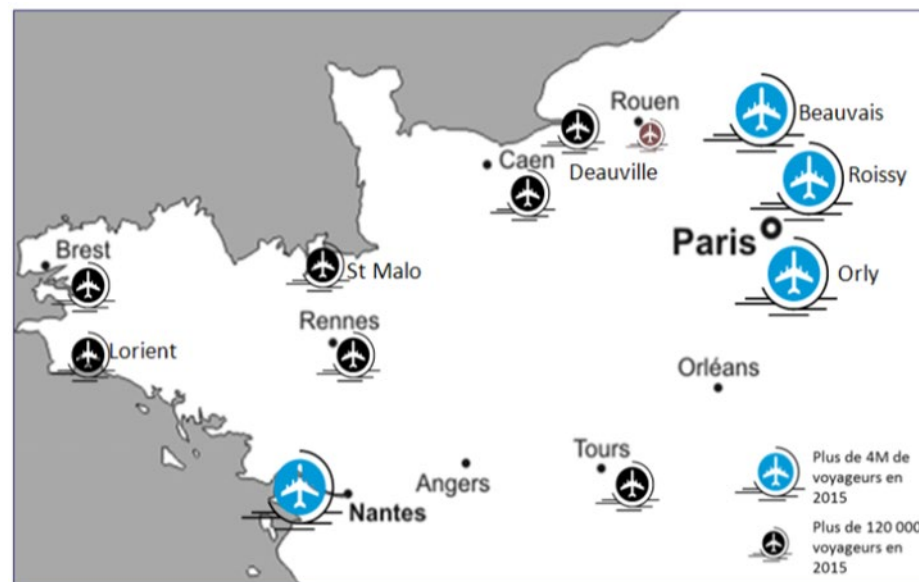 Beauvais
Rouen
Caen
Deauville
Roissy
Paris
Brest
St Malo
Orly
Rennes
Lorient
Orléans
Tours
Angers
Nantes
Plus de 4M de
voyageurs en
2015
Plus de 120 000
voyageurs en
2015